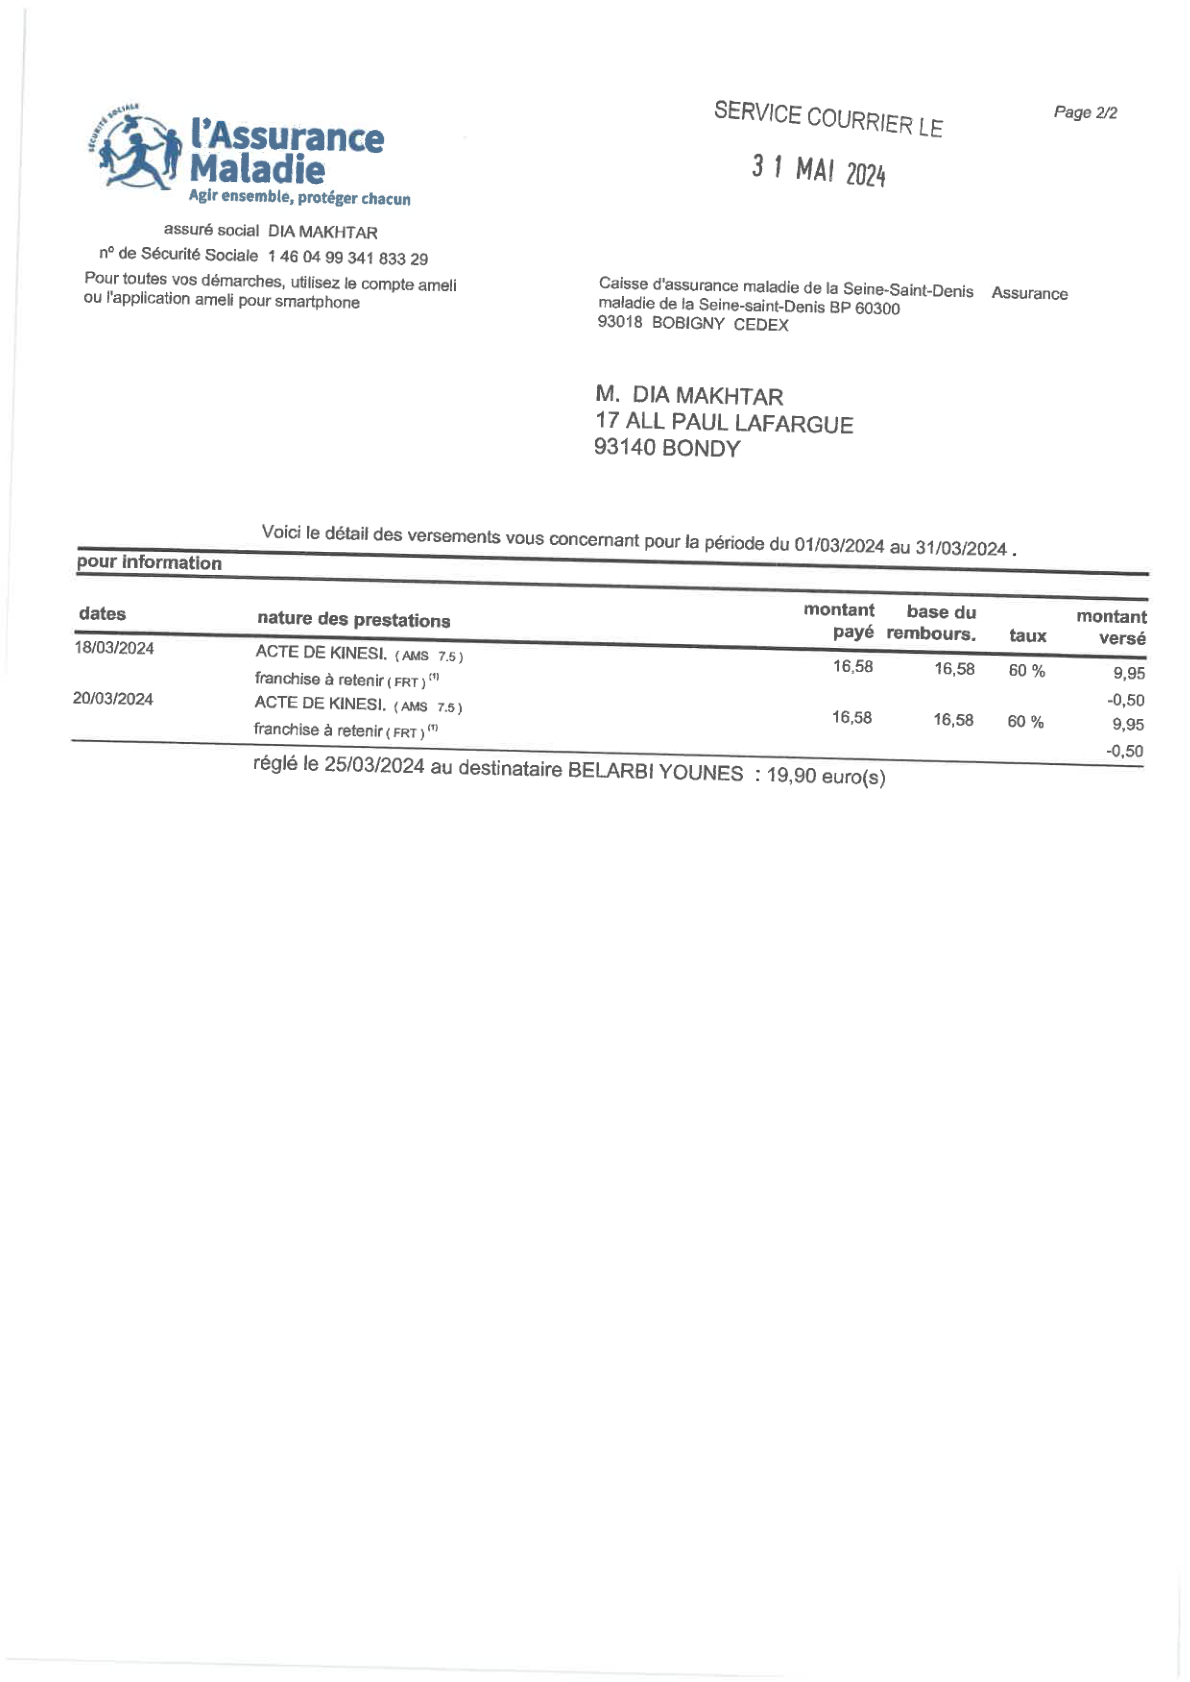 SERVICE COURRIER LE
Page 2/2
31 MAI 2024
SÉCURITÉ SOCIALE
l'Assurance
Maladie
Agir ensemble, protéger chacun
assuré social DIA MAKHTAR
nº de Sécurité Sociale 1 46 04 99 341 833 29
Pour toutes vos démarches, utilisez le compte ameli
ou l'application ameli pour smartphone
Caisse d'assurance maladie de la Seine-Saint-Denis Assurance
maladie de la Seine-saint-Denis BP 60300
93018 BOBIGNY CEDEX
M. DIA MAKHTAR
17 ALL PAUL LAFARGUE
93140 BONDY
Voici le détail des versements vous concernant pour la période du 01/03/2024 au 31/03/2024 .
pour information
dates nature des prestations montant payé base du rembours. taux montant versé
18/03/2024 ACTE DE KINESI. ( AMS 7.5 ) 16,58 16,58 60 % 9,95
franchise à retenir ( FRT ) (1) -0,50
20/03/2024 ACTE DE KINESI. ( AMS 7.5 ) 16,58 16,58 60 % 9,95
franchise à retenir ( FRT ) (1) -0,50
réglé le 25/03/2024 au destinataire BELARBI YOUNES : 19,90 euro(s)